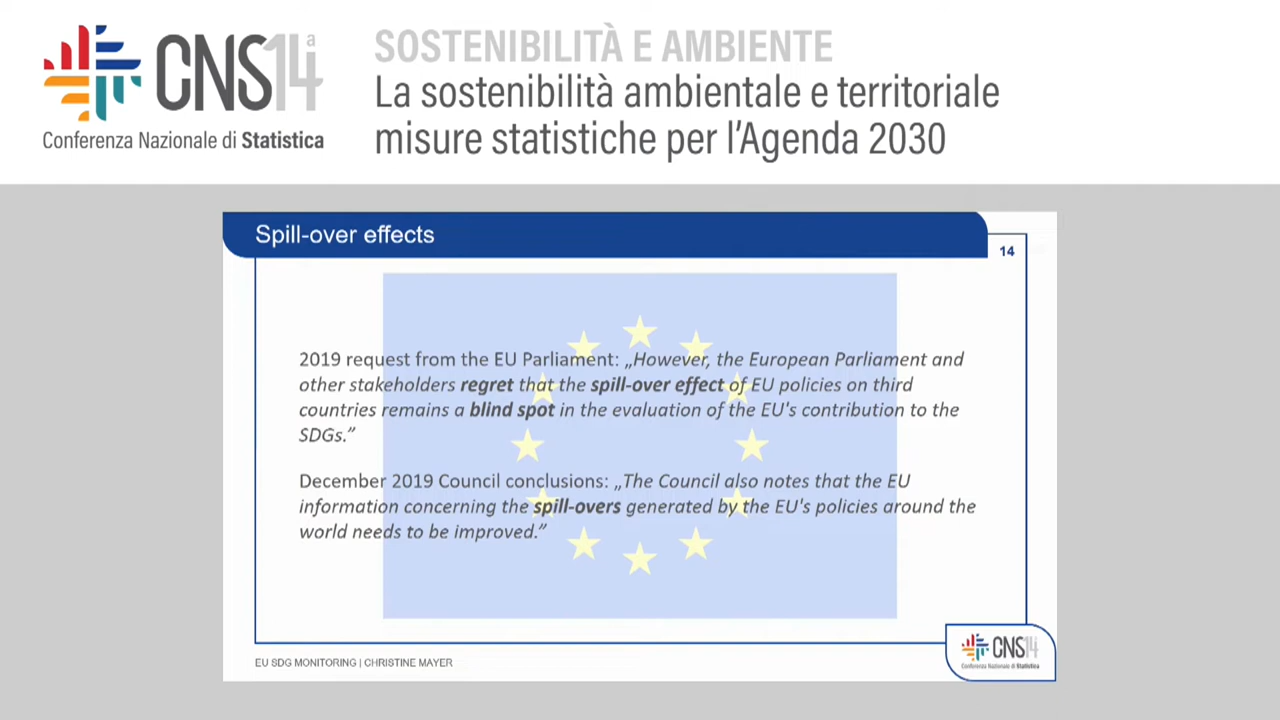 CNS14ª
Conferenza Nazionale di Statistica
SOSTENIBILITÀ E AMBIENTE
La sostenibilità ambientale e territoriale
misure statistiche per l'Agenda 2030
Spill-over effects
14
2019 request from the EU Parliament: „However, the European Parliament and
other stakeholders regret that the spill-over effect of EU policies on third
countries remains a blind spot in the evaluation of the EU's contribution to the
SDGs.”
December 2019 Council conclusions: „The Council also notes that the EU
information concerning the spill-overs generated by the EU's policies around the
world needs to be improved.”
EU SDG MONITORING | CHRISTINE MAYER
CNS14
Conferenza Nazionale di Statistica